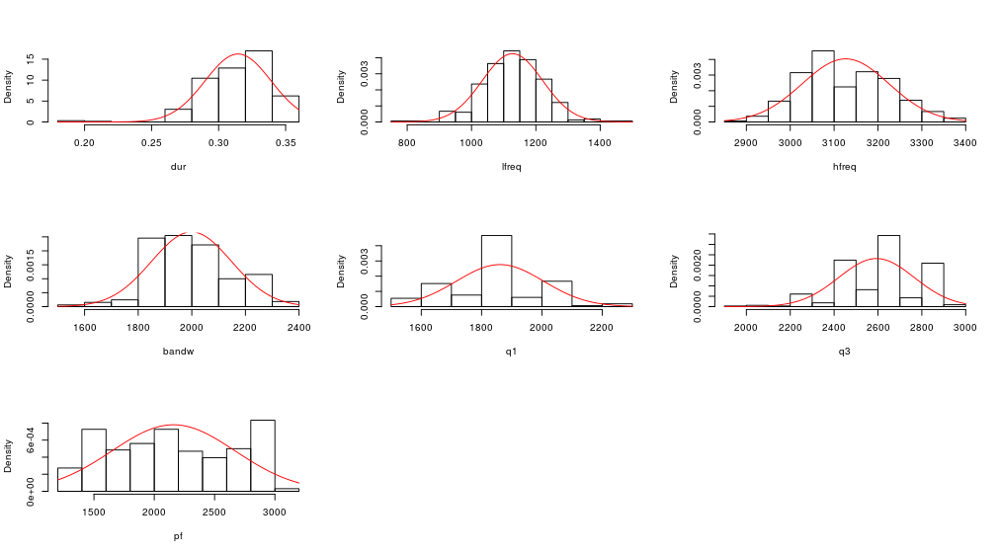 Density
15
10
5
0
0.20 0.25 0.30 0.35
dur
Density
0.003
0.000
800 1000 1200 1400
lfreq
Density
0.003
0.000
2900 3000 3100 3200 3300 3400
hfreq
Density
0.0015
0.0000
1600 1800 2000 2200 2400
bandw
Density
0.003
0.000
1600 1800 2000 2200
q1
Density
0.0020
0.0000
2000 2200 2400 2600 2800 3000
q3
Density
6e-04
0e+00
1500 2000 2500 3000
pf